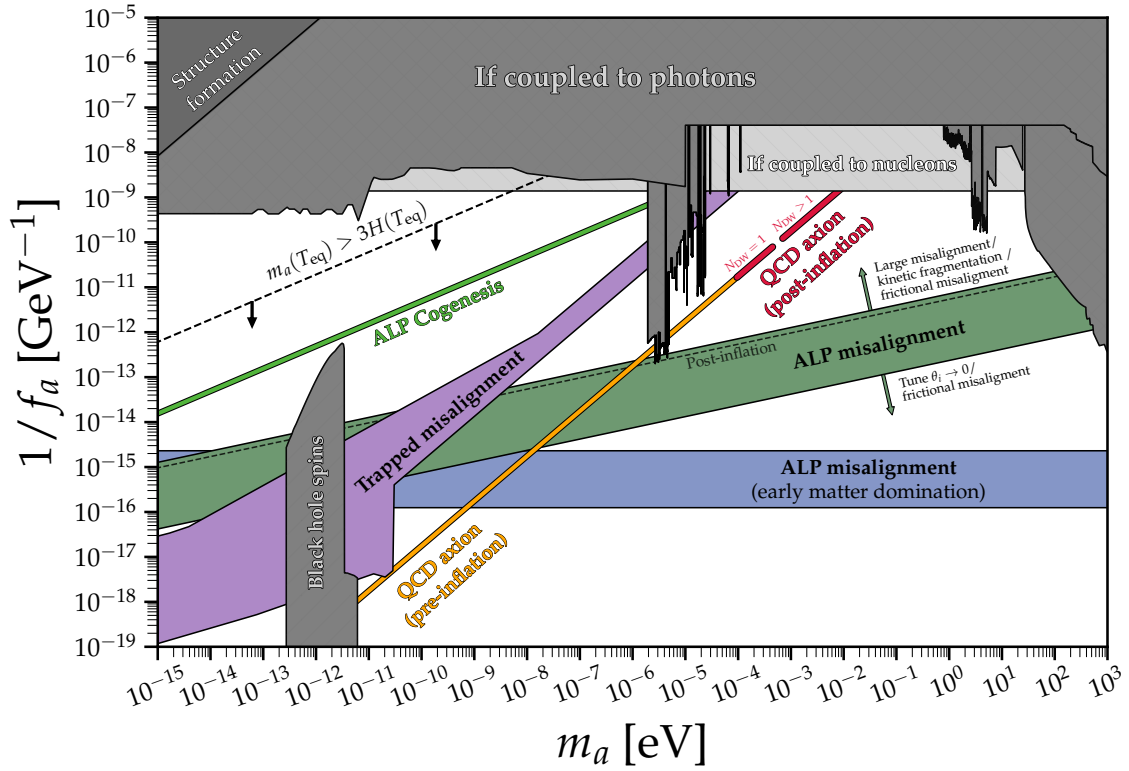 10^{-5}
10^{-6}
10^{-7}
10^{-8}
10^{-9}
10^{-10}
10^{-11}
10^{-12}
10^{-13}
10^{-14}
10^{-15}
10^{-16}
10^{-17}
10^{-18}
10^{-19}
1/f_a [GeV^{-1}]
Structure
formation
If coupled to photons
If coupled to nucleons
m_a(T_eq) > 3H(T_eq)
ALP Cogenesis
N_DW = 1
N_DW > 1
QCD axion
(post-inflation)
Large misalignment/
kinetic fragmentation /
frictional misaligment
Post-inflation
ALP misalignment
Tune θ_i → 0/
frictional misaligment
Trapped misalignment
Black hole spins
ALP misalignment
(early matter domination)
QCD axion
(pre-inflation)
10^{-15} 10^{-14} 10^{-13} 10^{-12} 10^{-11} 10^{-10} 10^{-9} 10^{-8} 10^{-7} 10^{-6} 10^{-5} 10^{-4} 10^{-3} 10^{-2} 10^{-1} 10^{0} 10^{1} 10^{2} 10^{3}
m_a [eV]